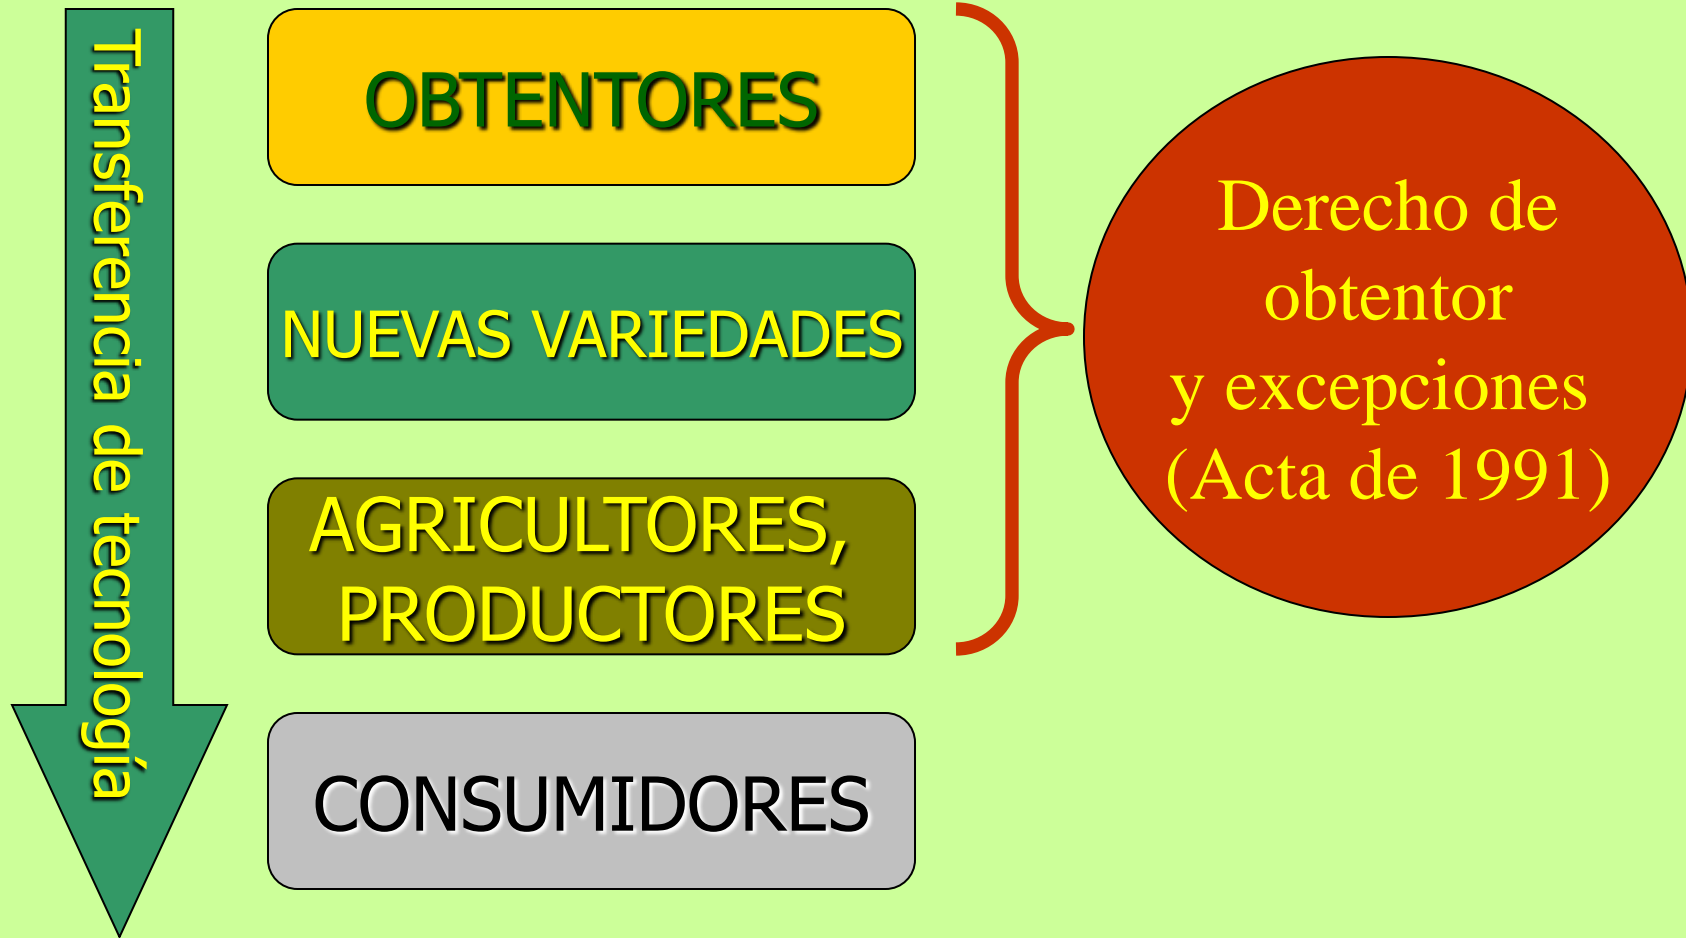 Transferencia de tecnología
OBTENTORES
NUEVAS VARIEDADES
AGRICULTORES,
PRODUCTORES
CONSUMIDORES
Derecho de
obtentor
y excepciones
(Acta de 1991)